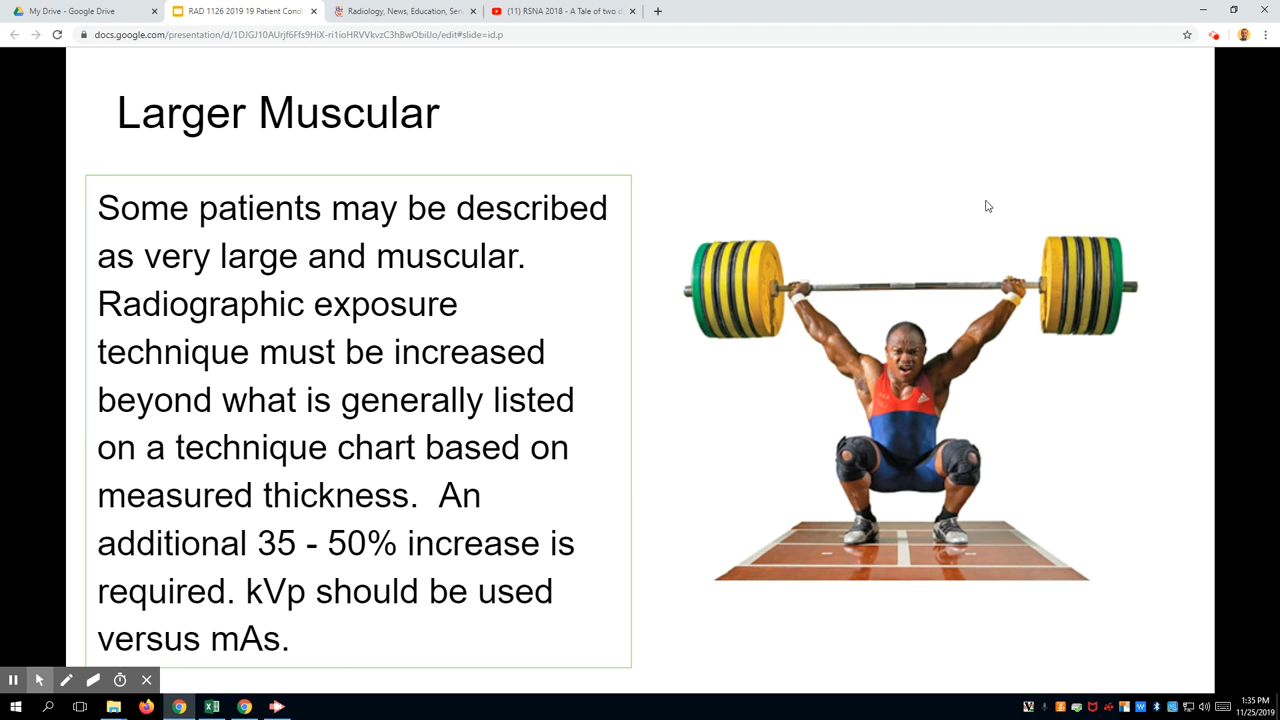 My Drive - Google Drive
RAD 1126 2019 19 Patient Condi
Radiology, News, Education, Ser
(11) RSNA 2018 - A Tale of two d
docs.google.com/presentation/d/1DJGJ10AUrjf6Ffs9HiX-ri1ioHRVVkvzC3hBwObiIJo/edit#slide=id.p
Larger Muscular
Some patients may be described
as very large and muscular.
Radiographic exposure
technique must be increased
beyond what is generally listed
on a technique chart based on
measured thickness.  An
additional 35 - 50% increase is
required. kVp should be used
versus mAs.
1:35 PM
11/25/2019